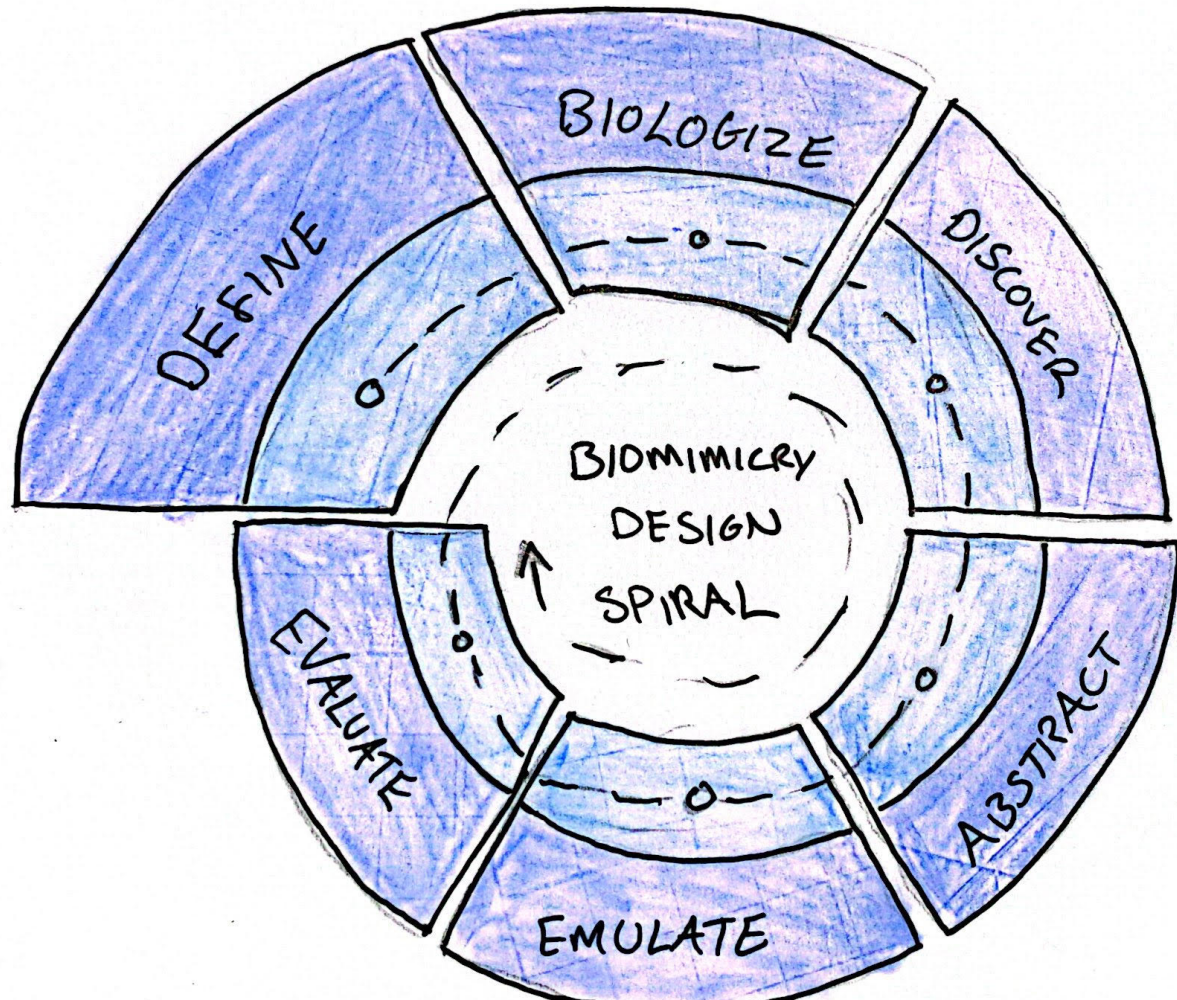 DEFINE
BIOLOGIZE
DISCOVER
ABSTRACT
EMULATE
EVALUATE
BIOMIMICRY
DESIGN
SPIRAL